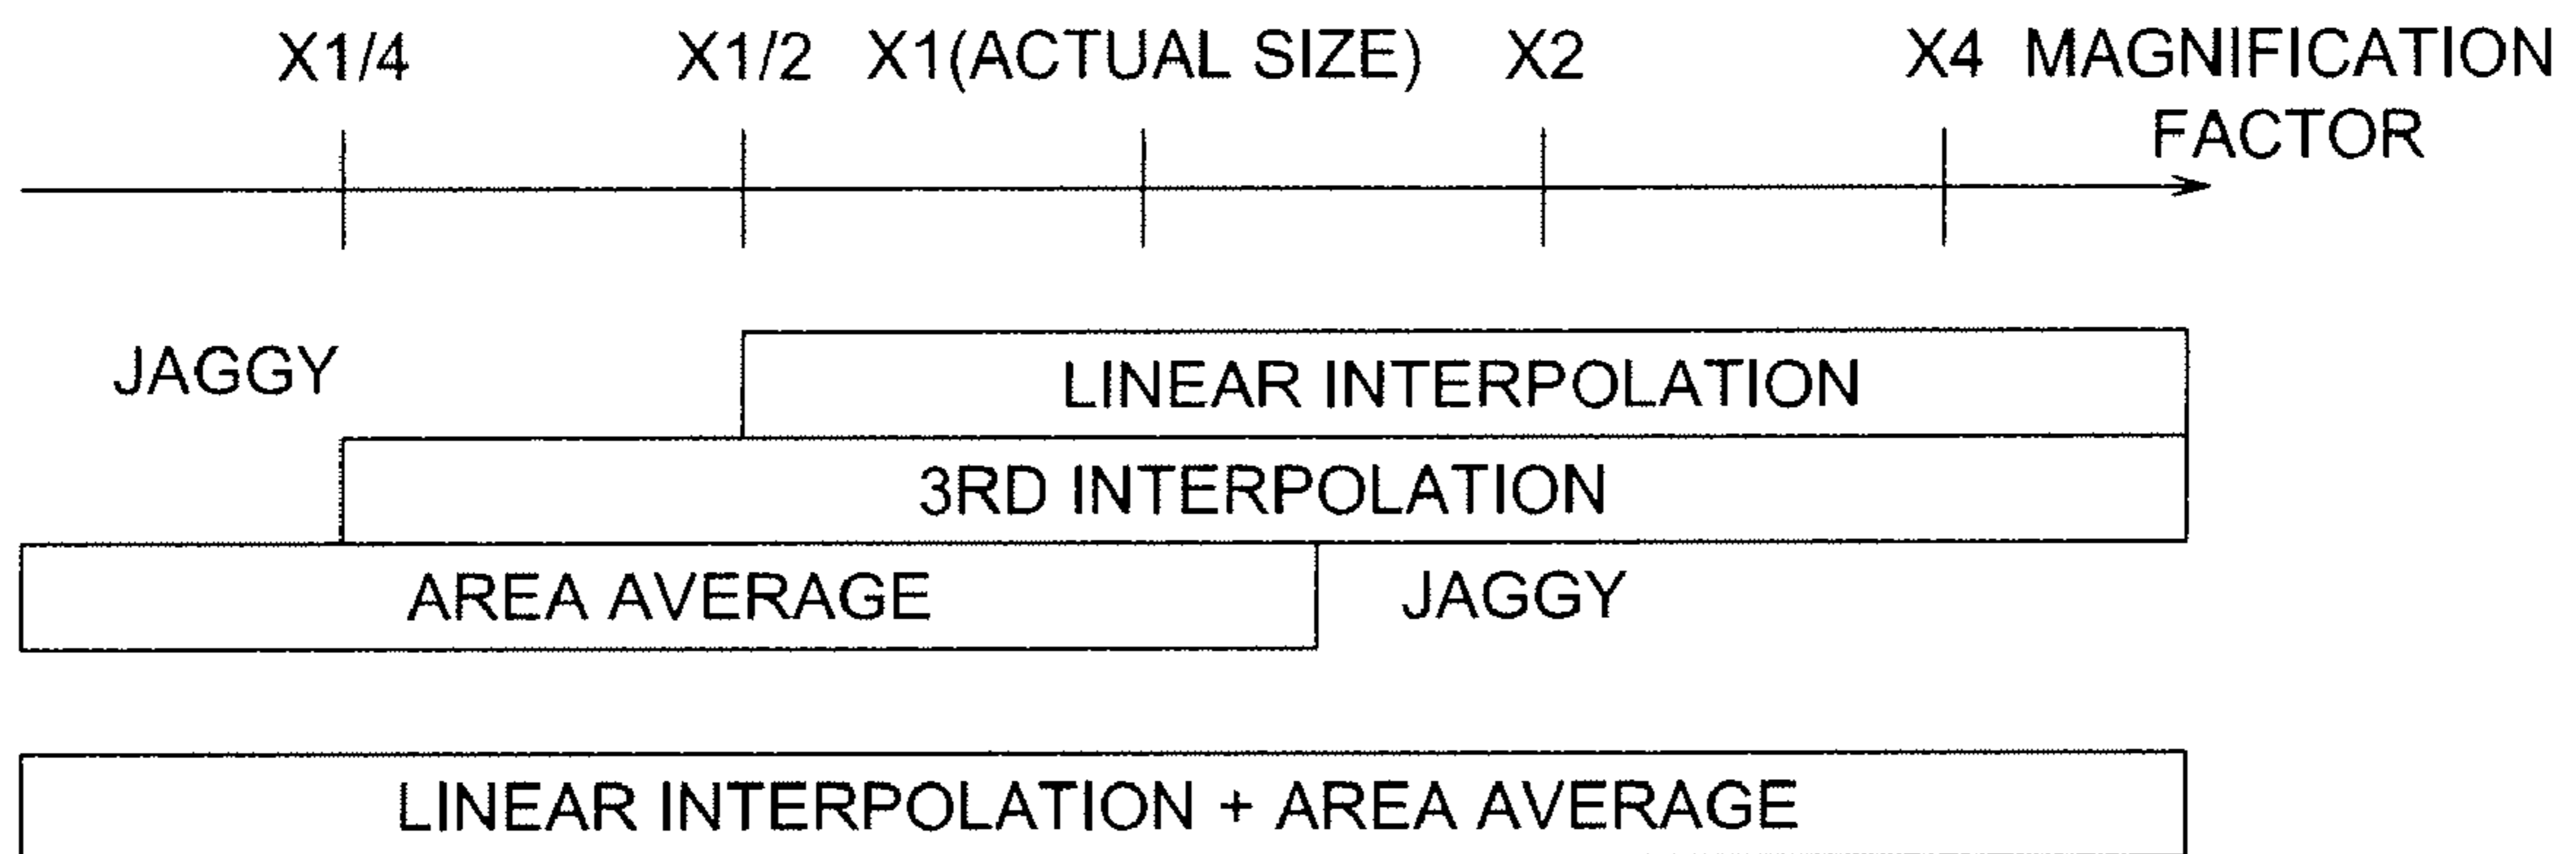 X1/4 X1/2 X1(ACTUAL SIZE) X2 X4 MAGNIFICATION
FACTOR
JAGGY
LINEAR INTERPOLATION
3RD INTERPOLATION
AREA AVERAGE
JAGGY
LINEAR INTERPOLATION + AREA AVERAGE